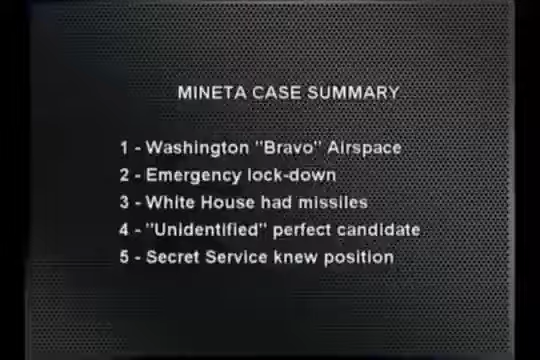 MINETA CASE SUMMARY
1 - Washington "Bravo" Airspace
2 - Emergency lock-down
3 - White House had missiles
4 - "Unidentified" perfect candidate
5 - Secret Service knew position